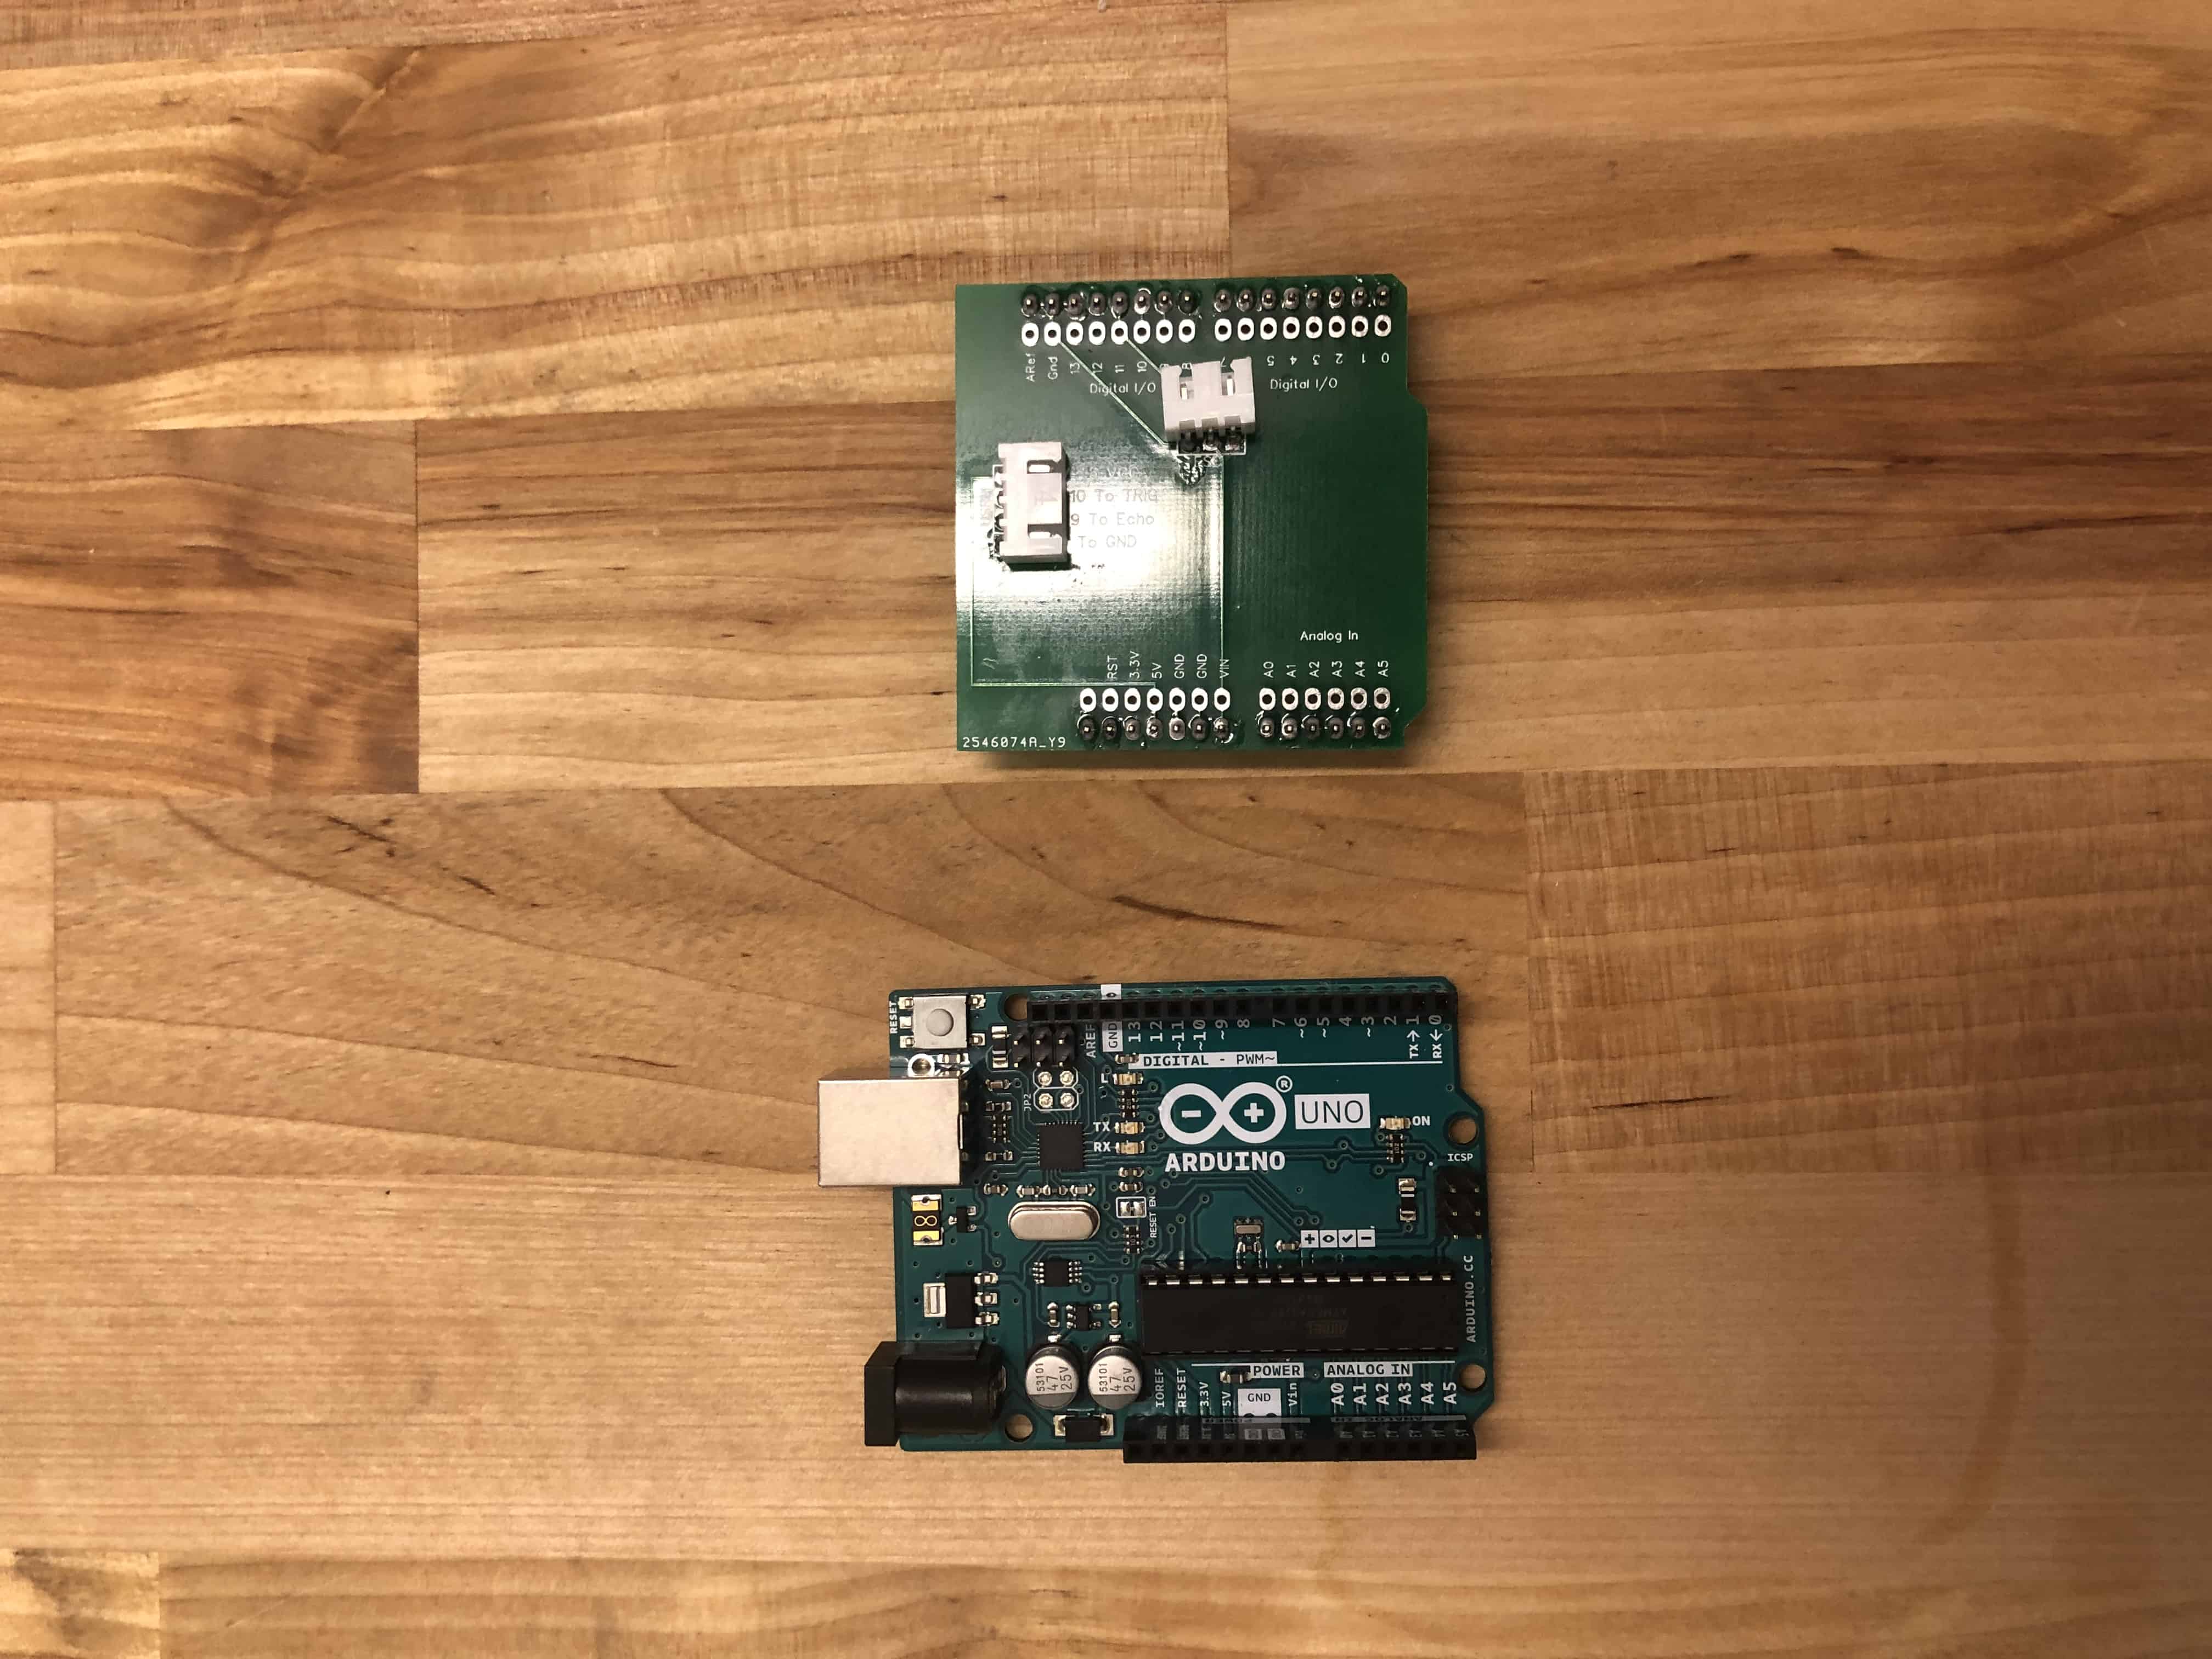 ARef
Gnd
13
12
11
10
8
7
5
4
3
2
1
0
Digital I/O
Digital I/O
10 To TRIG
9 To Echo
To GND
Analog In
RST
3.3V
5V
GND
GND
VIN
A0
A1
A2
A3
A4
A5
2546074A_Y9
RESET
AREF
GND
13
12
~11
~10
~9
8
7
~6
~5
4
~3
2
TX→1
RX←0
DIGITAL - PWM~
JP2
L
TX
RX
UNO
ARDUINO
ON
ICSP
RESET EN
8
ARDUINO.CC
53101
47
25V
53101
47
25V
POWER
ANALOG IN
IOREF
RESET
3.3V
5V
GND
Vin
A0
A1
A2
A3
A4
A5